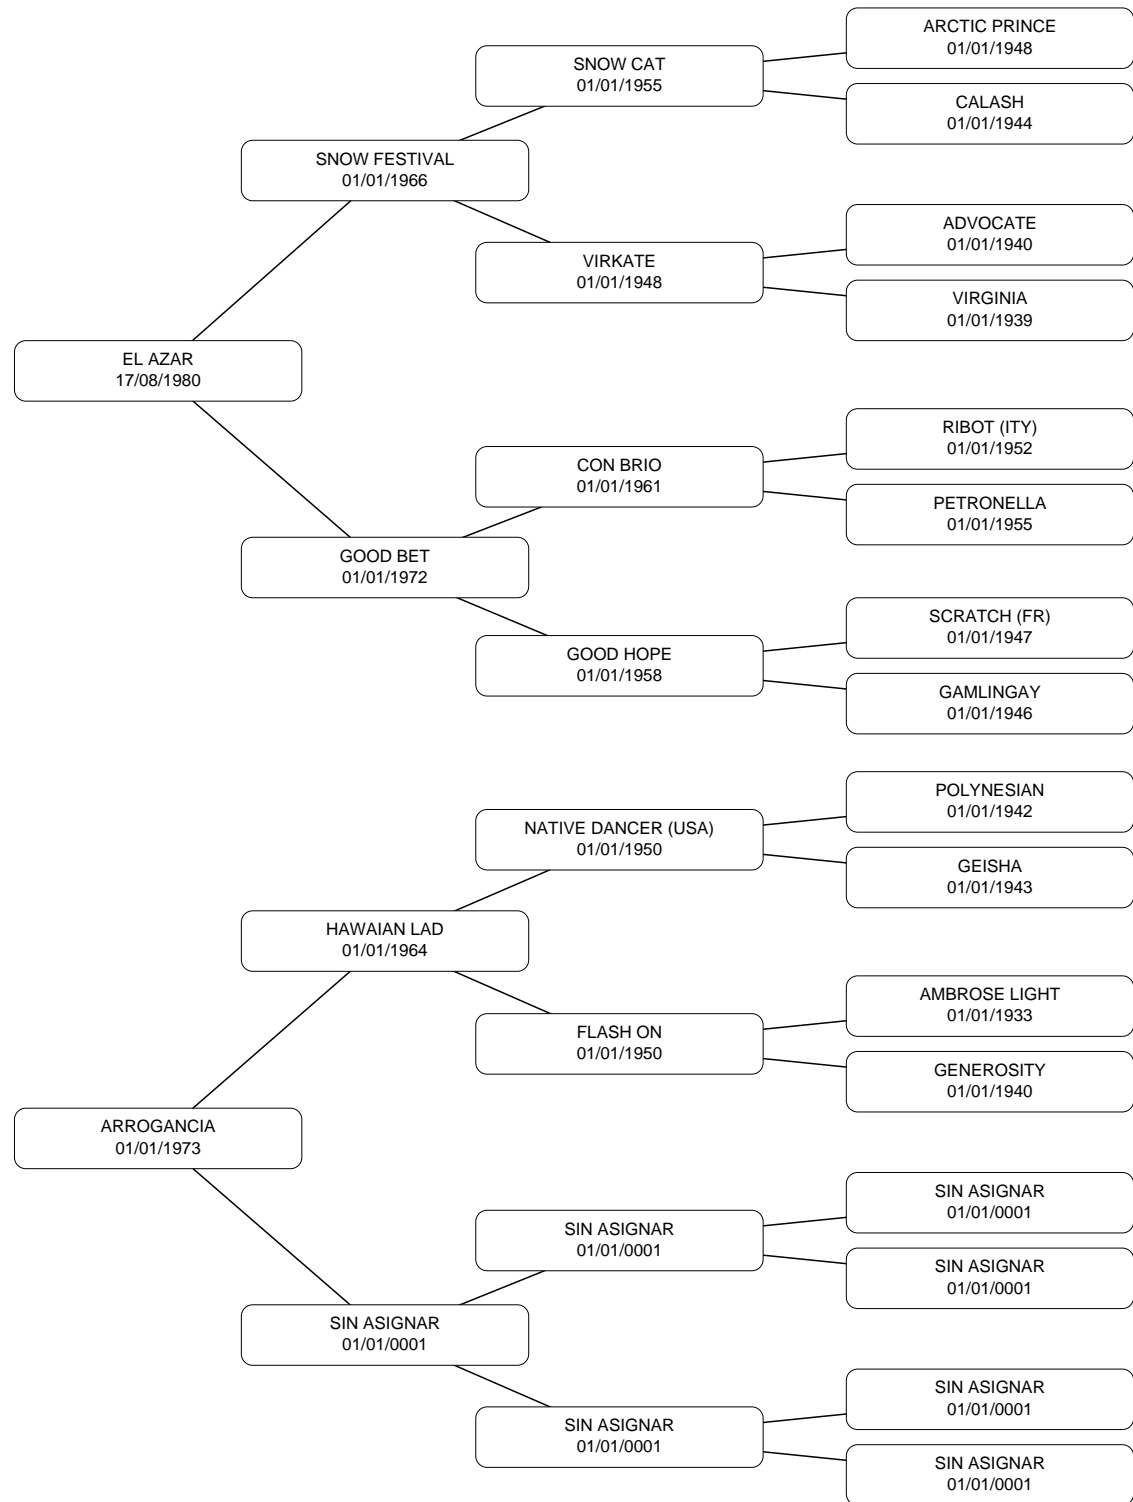 ARCTIC PRINCE
01/01/1948
SNOW CAT
01/01/1955
CALASH
01/01/1944
SNOW FESTIVAL
01/01/1966
ADVOCATE
01/01/1940
VIRKATE
01/01/1948
VIRGINIA
01/01/1939
EL AZAR
17/08/1980
RIBOT (ITY)
01/01/1952
CON BRIO
01/01/1961
PETRONELLA
01/01/1955
GOOD BET
01/01/1972
SCRATCH (FR)
01/01/1947
GOOD HOPE
01/01/1958
GAMLINGAY
01/01/1946
POLYNESIAN
01/01/1942
NATIVE DANCER (USA)
01/01/1950
GEISHA
01/01/1943
HAWAIAN LAD
01/01/1964
AMBROSE LIGHT
01/01/1933
FLASH ON
01/01/1950
GENEROSITY
01/01/1940
ARROGANCIA
01/01/1973
SIN ASIGNAR
01/01/0001
SIN ASIGNAR
01/01/0001
SIN ASIGNAR
01/01/0001
SIN ASIGNAR
01/01/0001
SIN ASIGNAR
01/01/0001
SIN ASIGNAR
01/01/0001
SIN ASIGNAR
01/01/0001